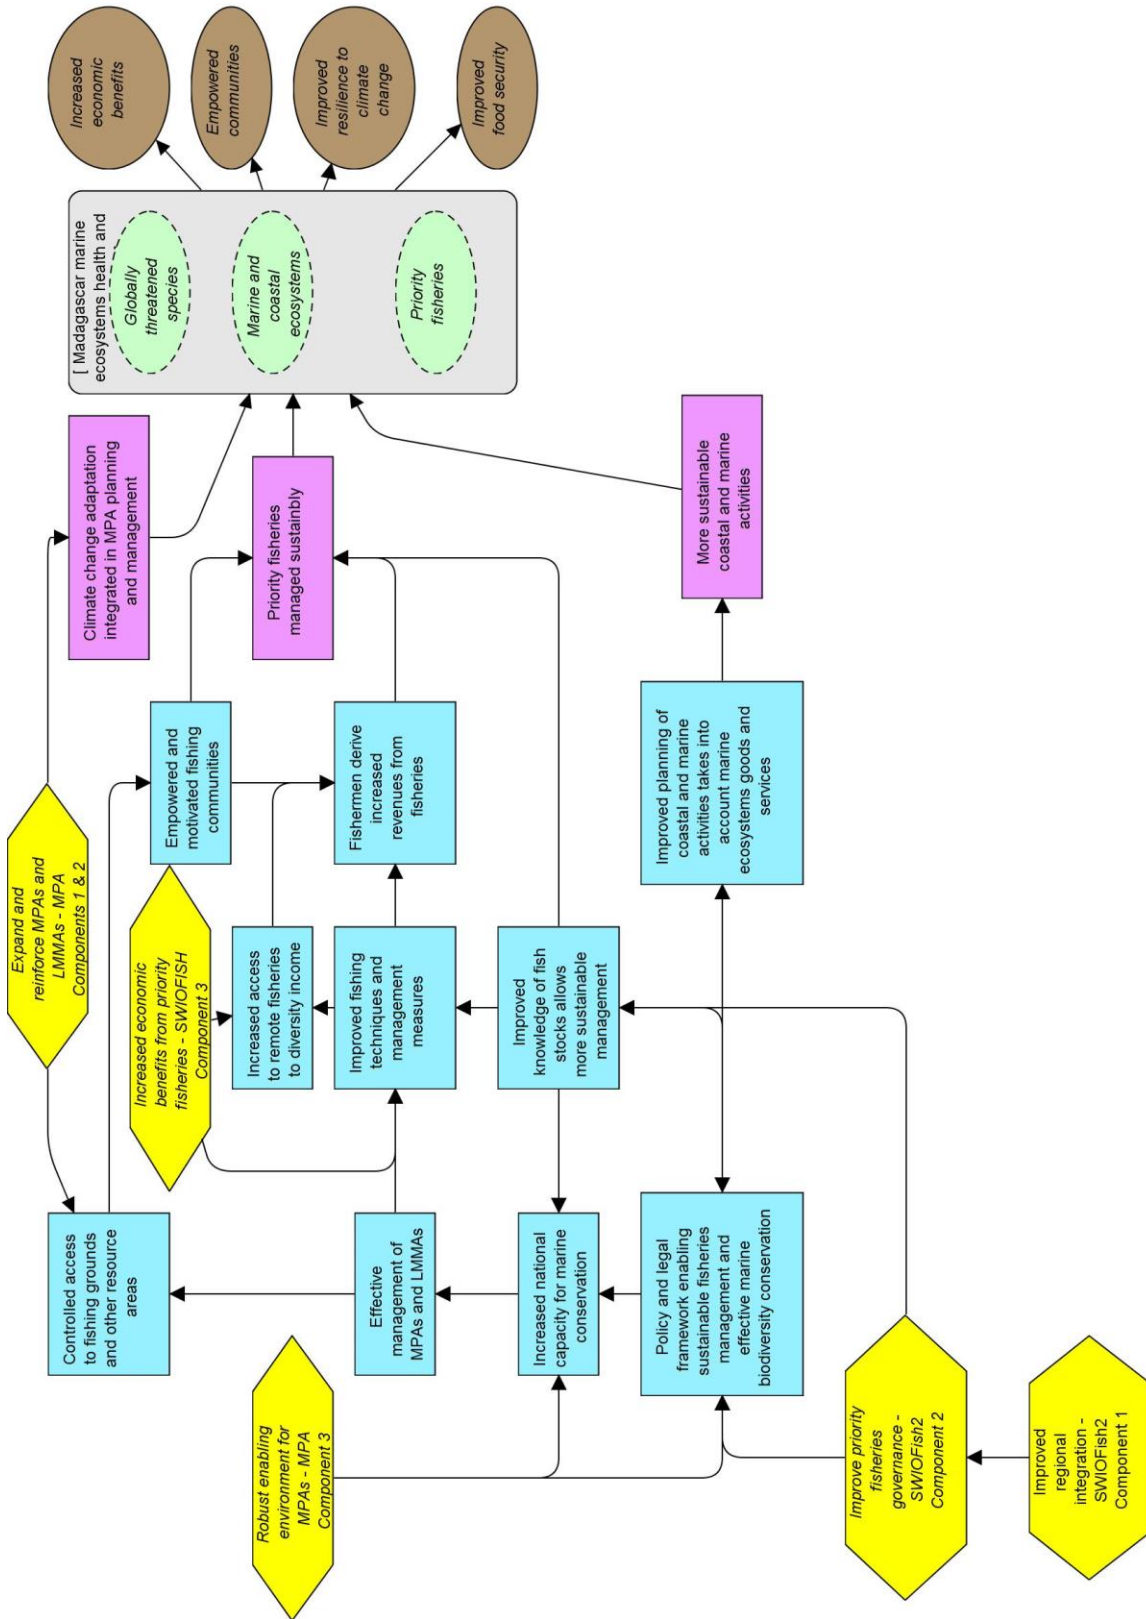 Expand and
reinforce MPAs and
LMMAs - MPA
Components 1 & 2
Controlled access
to fishing grounds
and other resource
areas
Climate change adaptation
integrated in MPA planning
and management
[ Madagascar marine
ecosystems health and
Globally
threatened
species
Increased
economic
benefits
Increased economic
benefits from priority
fisheries - SWIOFISH
Component 3
Empowered and
motivated fishing
communities
Empowered
communities
Robust enabling
environment for
MPAs - MPA
Component 3
Increased access
to remote fisheries
to diversity income
Priority fisheries
managed sustainbly
Marine and
coastal
ecosystems
Improved
resilience to
climate
change
Effective
management of
MPAs and LMMAs
Improved fishing
techniques and
management
measures
Fishermen derive
increased
revenues from
fisheries
Priority
fisheries
Improved
food security
Increased national
capacity for marine
conservation
Improved
knowledge of fish
stocks allows
more sustainable
management
Policy and legal
framework enabling
sustainable fisheries
management and
effective marine
biodiversity conservation
Improved planning of
coastal and marine
activities takes into
account marine
ecosystems goods and
services
More sustainable
coastal and marine
activities
Improve priority
fisheries
governance -
SWIOFish2
Component 2
Improved
regional
integration -
SWIOFish2
Component 1